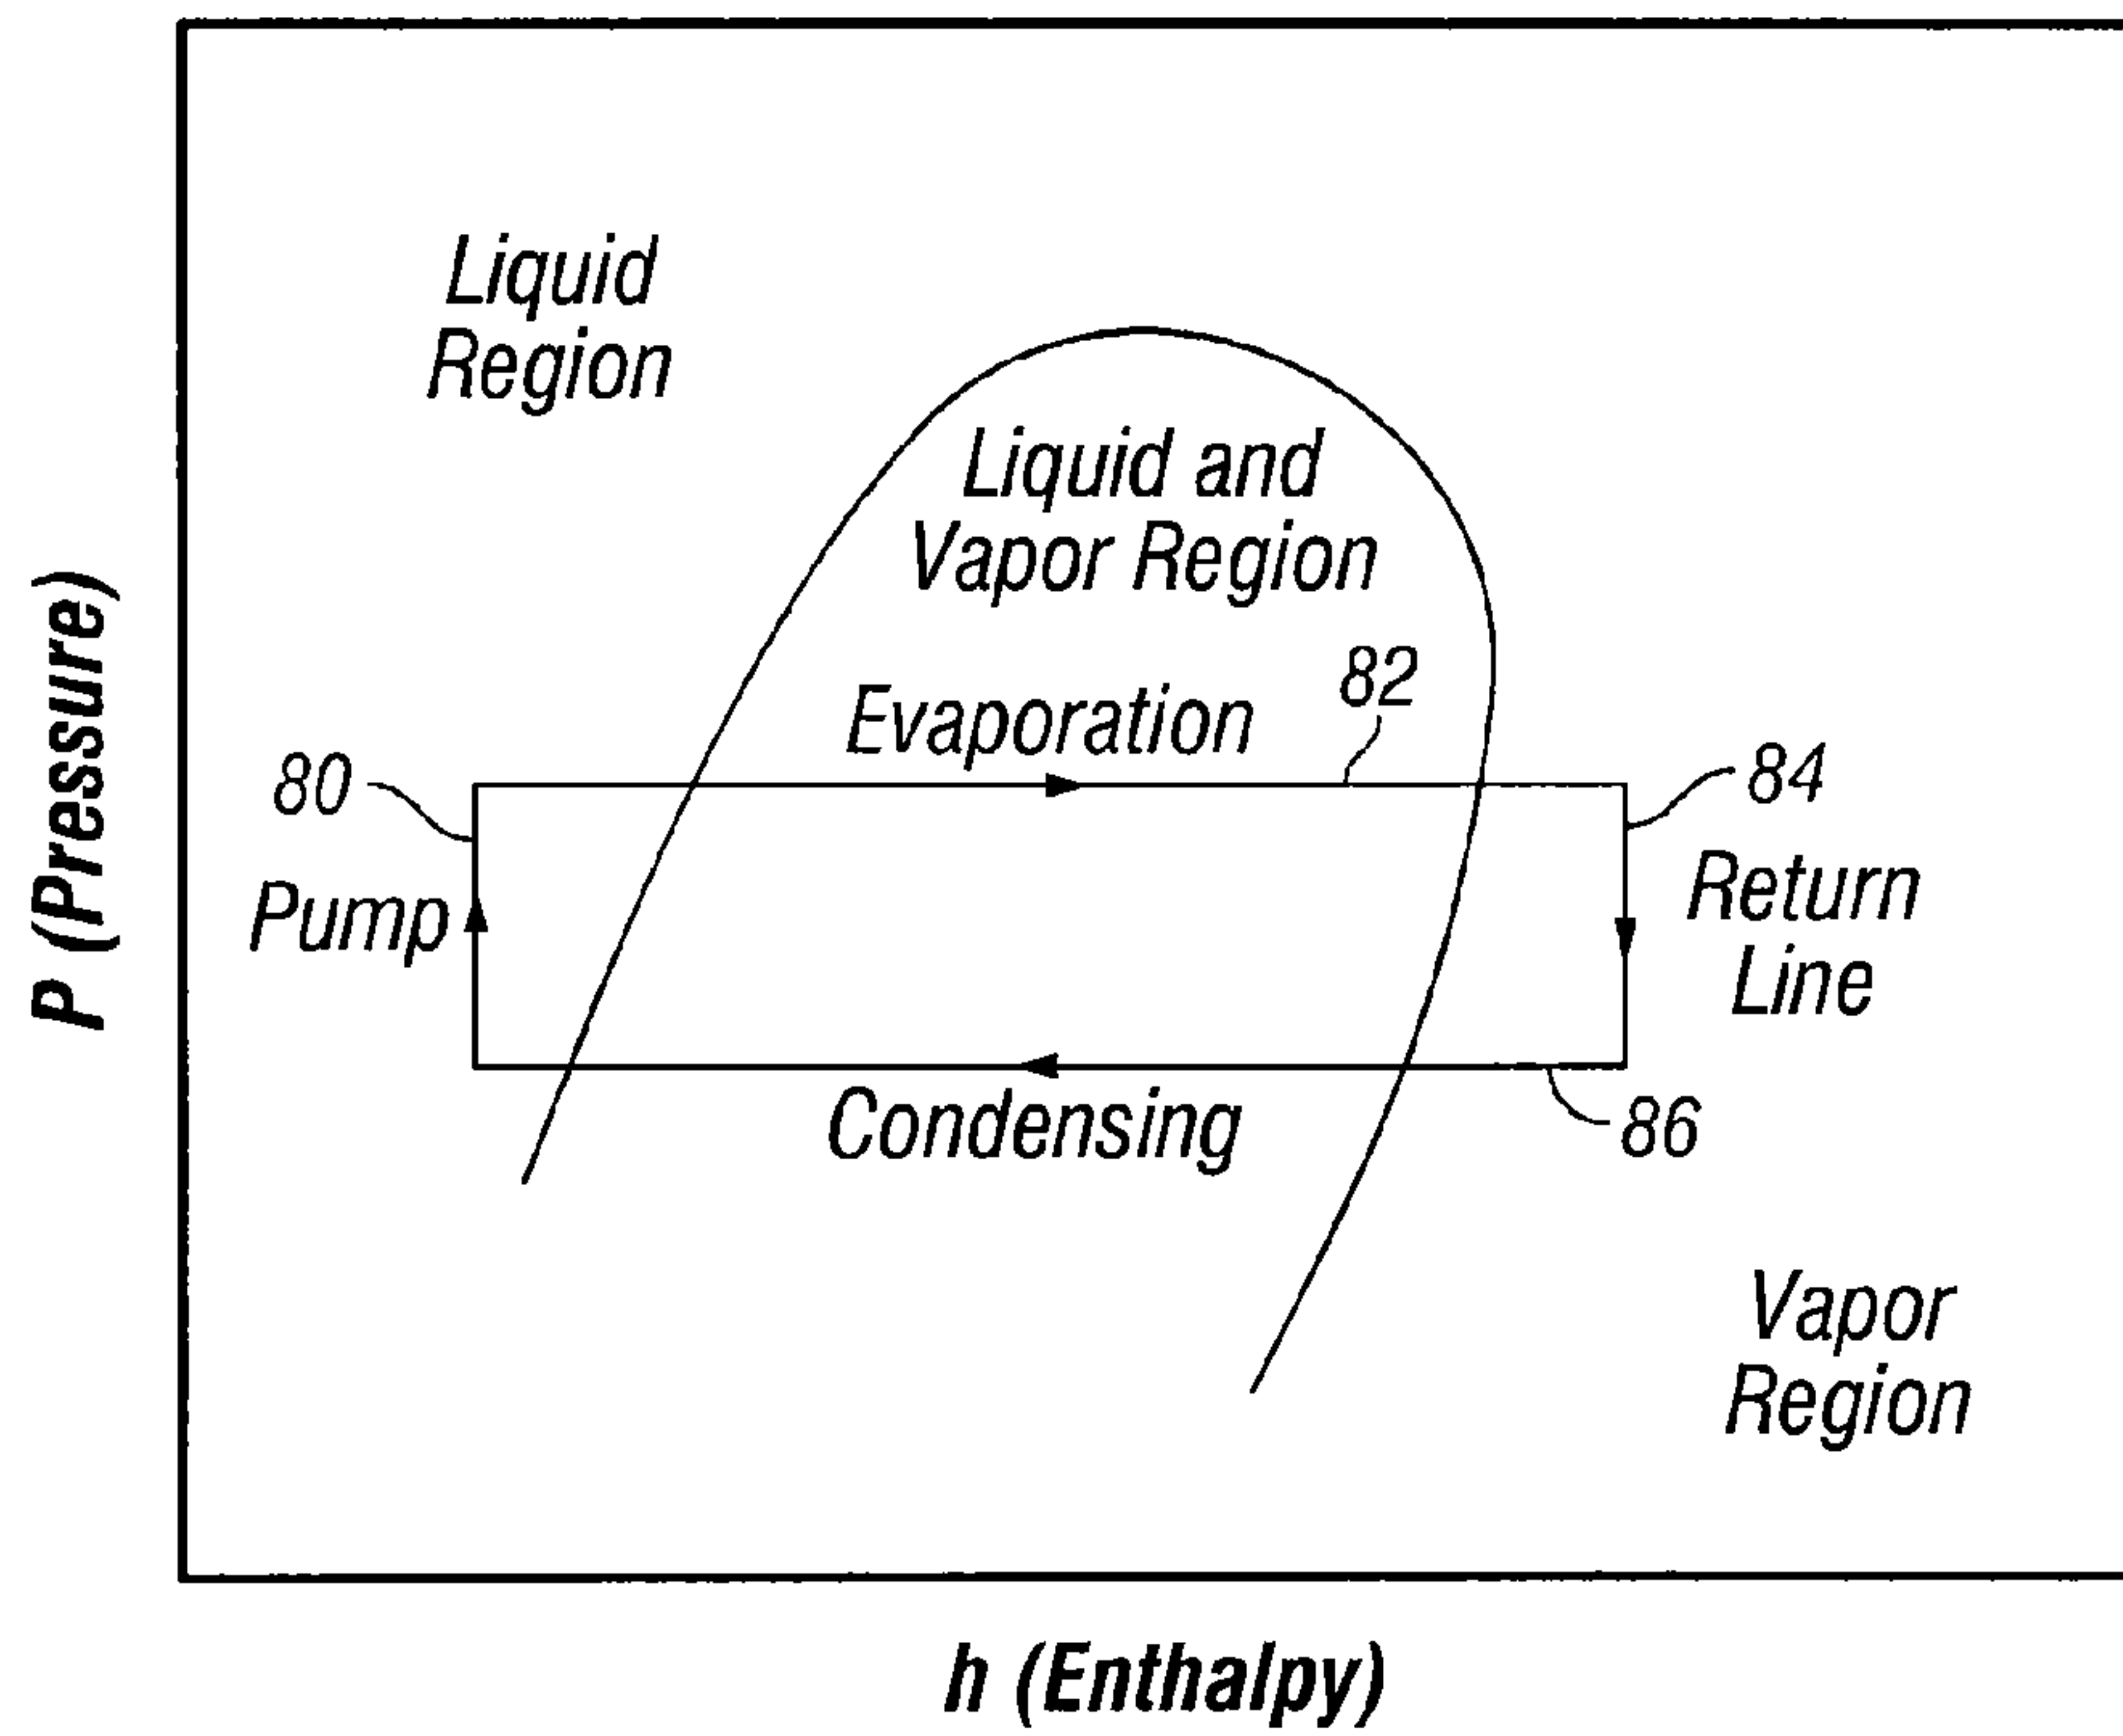 Liquid
Region
Liquid and
Vapor Region
82
Evaporation
80
84
Pump
Return
Line
Condensing
86
Vapor
Region
P (Pressure)
h (Enthalpy)